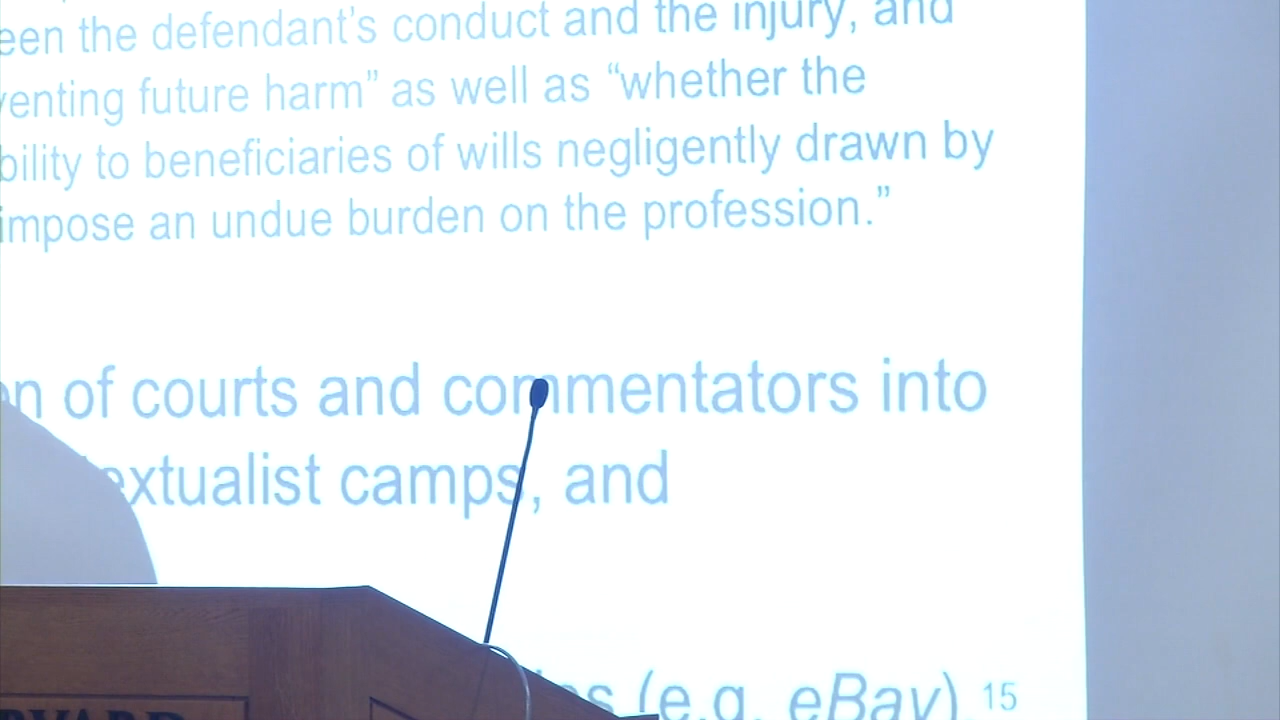 een the defendant's conduct and the injury, and
venting future harm” as well as “whether the
bility to beneficiaries of wills negligently drawn by
impose an undue burden on the profession.”
n of courts and commentators into
extualist camps, and
es (e.g. eBay). 15
RVARD